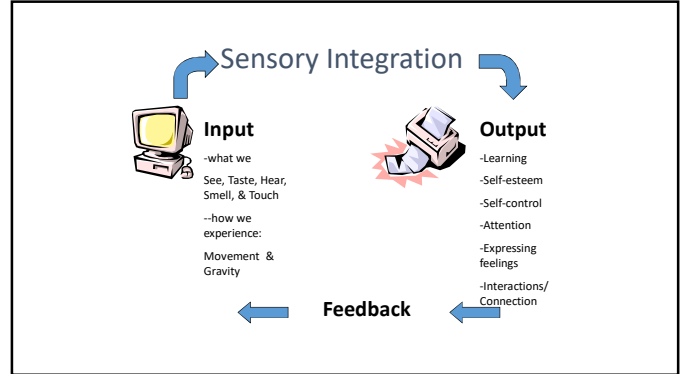 Sensory Integration
Input
-what we
See, Taste, Hear,
Smell, & Touch
--how we
experience:
Movement & 
Gravity
Output
-Learning
-Self-esteem
-Self-control
-Attention
-Expressing
feelings
-Interactions/
Connection
Feedback